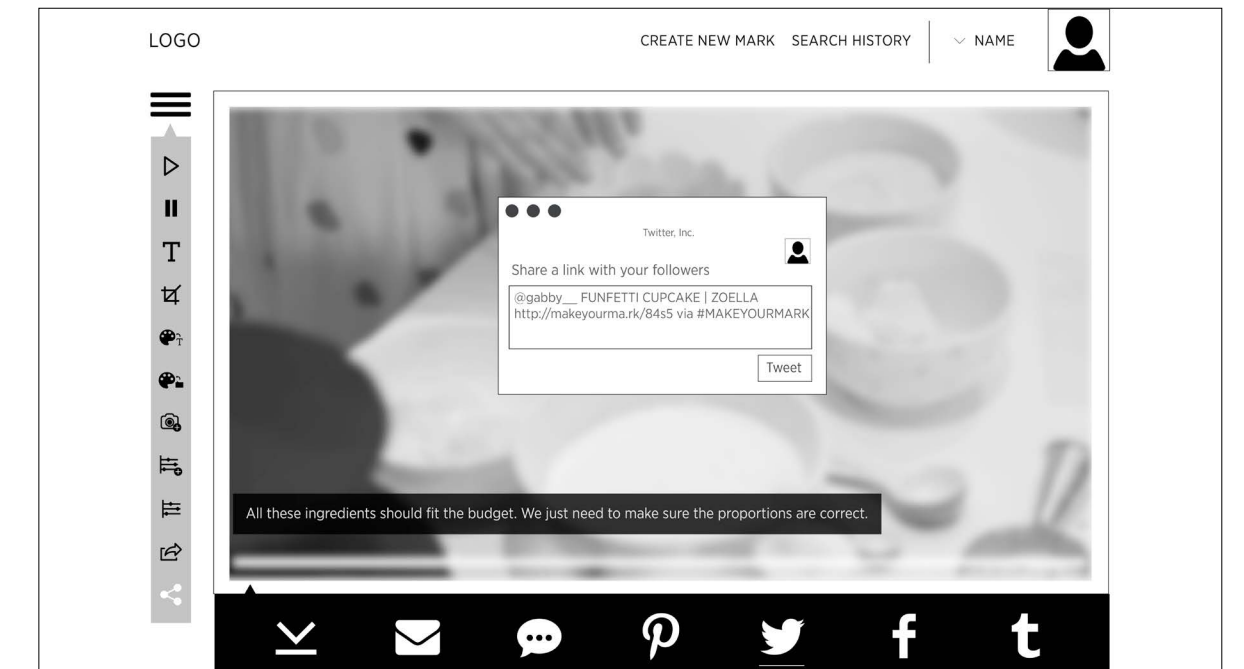 LOGO
CREATE NEW MARK SEARCH HISTORY NAME
Twitter, Inc.
Share a link with your followers
@gabby__ FUNFETTI CUPCAKE | ZOELLA
http://makeyourma.rk/84s5 via #MAKEYOURMARK
Tweet
All these ingredients should fit the budget. We just need to make sure the proportions are correct.